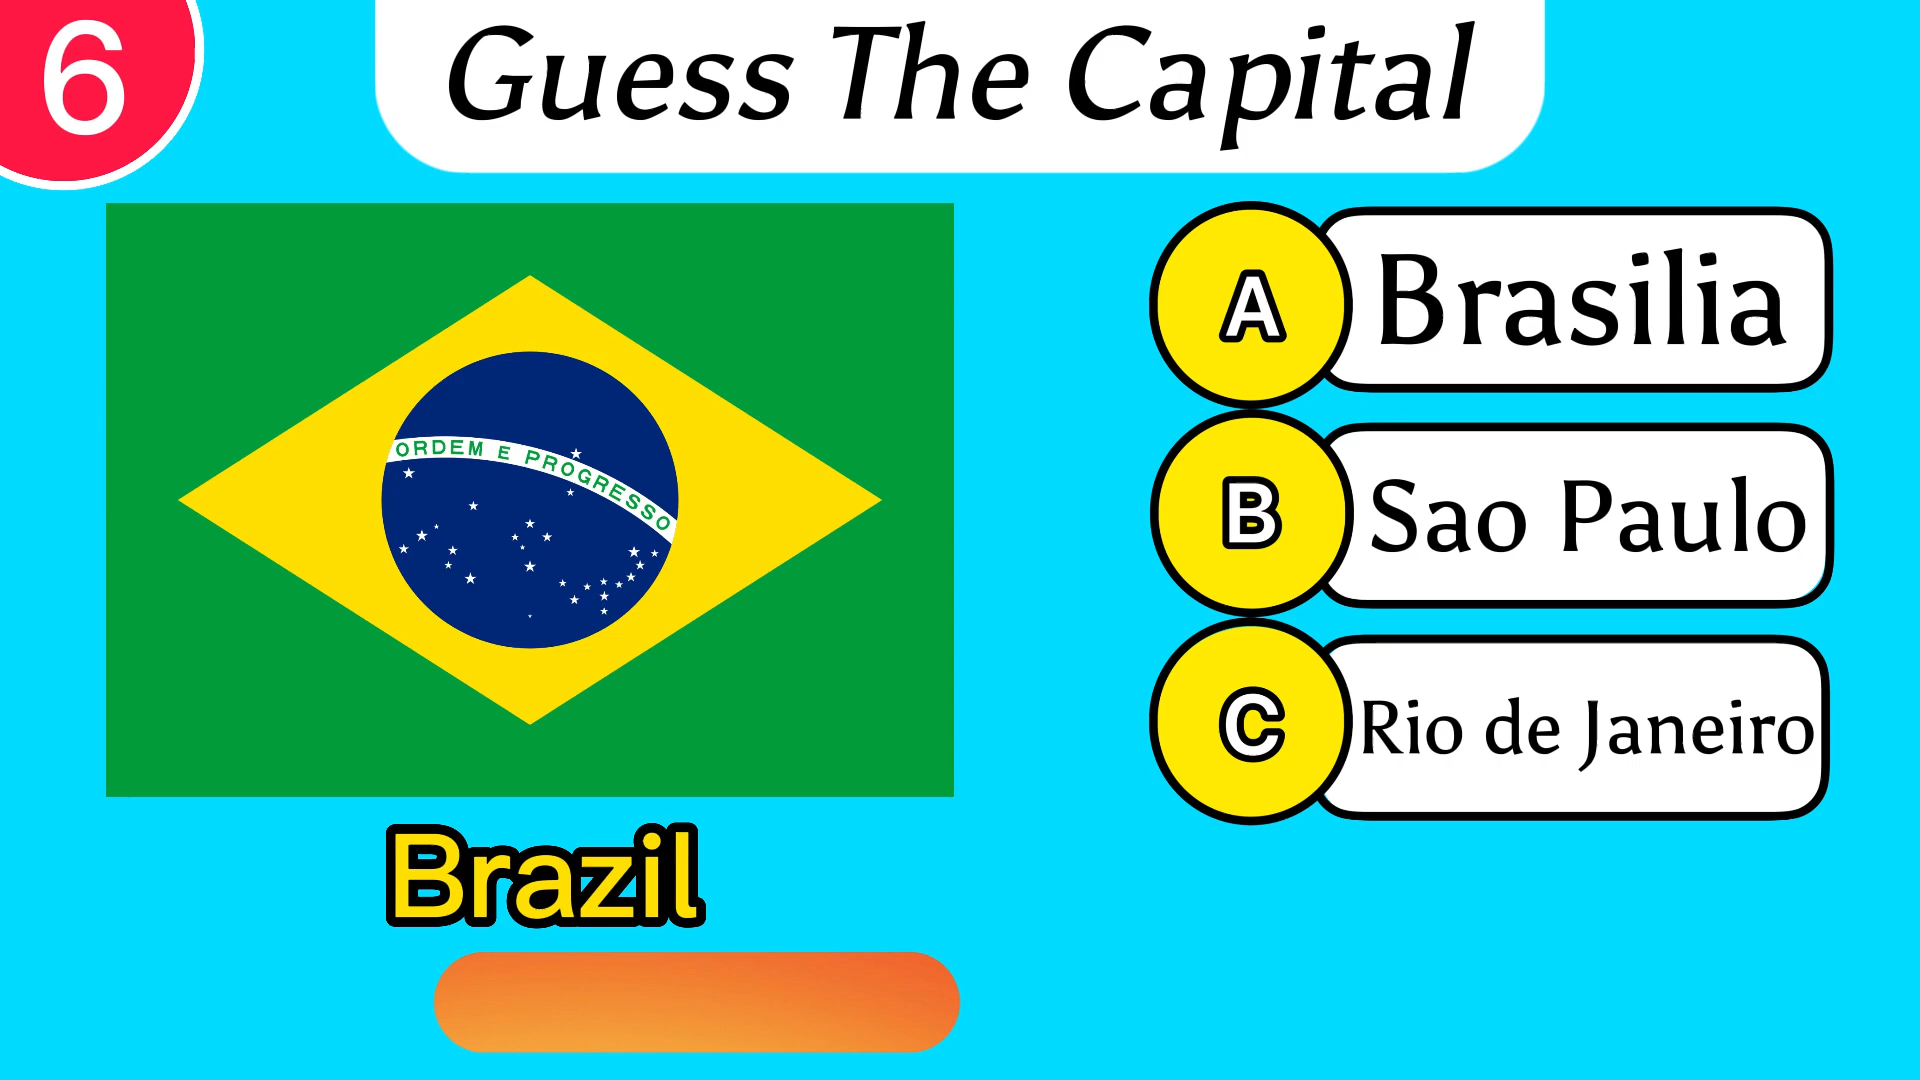 6
Guess The Capital
ORDEM E PROGRESSO
Brazil
A Brasilia
B Sao Paulo
C Rio de Janeiro